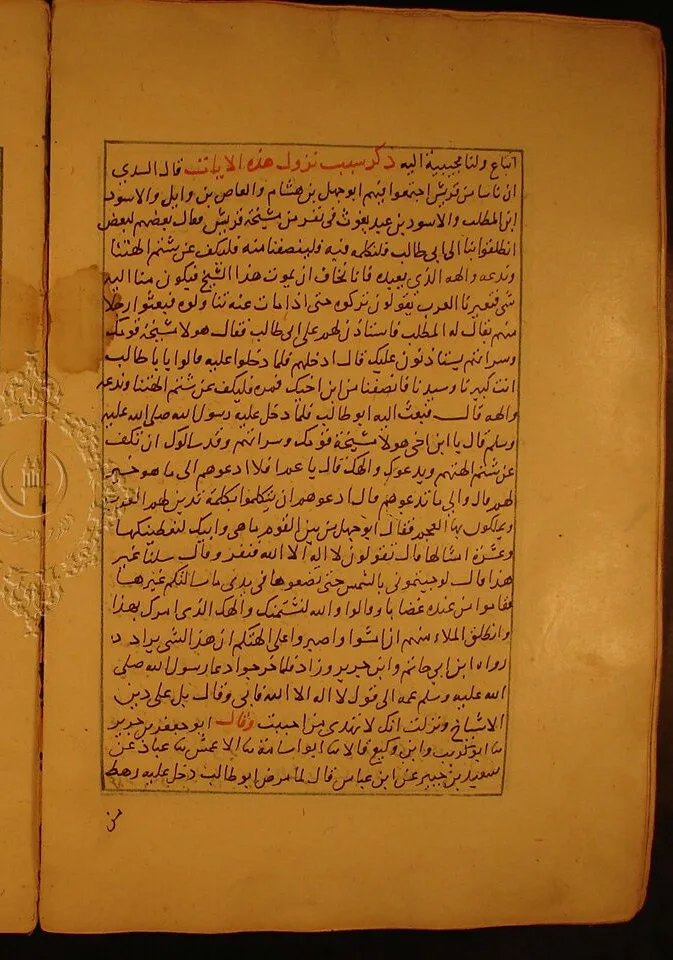 اتباع ولنا مجيبية اليه ذكر سبب نزول هذه الايات قال السدي
ان ناسا من قريش اجتمعوا فيهم ابو جهل بن هشام والعاص بن وايل والاسود
ابن المطلب والاسود بن عبد يغوث في نفر من مشيخة قريش فقال بعضهم لبعض
انطلقوا بنا الى ابي طالب فلنكلمه فيه فلينصفنا منه فليكف عن شتم الهتنا
وندعه والهه الذي يعبده فانا نخاف ان يموت هذا الشيخ فيكون منا اليه
شي فتعيرنا العرب يقولون تركوه حتى اذا مات عنه تناولوه فبعثوا رجلا
منهم يقال له المطلب فاستاذن لهم على ابي طالب فقال هولا مشيخة قومك
وسراتهم يستاذنون عليك قال ادخلهم فلما دخلوا عليه قالوا يا با طالب
انت كبيرنا وسيدنا فانصفنا من ابن اخيك فمره فليكف عن شتم الهتنا وندعه
والهه قال فبعث اليه ابو طالب فلما دخل عليه رسول الله صلى الله عليه
وسلم قال يا ابن اخي هولا مشيخة قومك وسراتهم وقد سالوك ان تكف
عن شتم الهتهم ويدعوك والهك قال يا عم افلا ادعوهم الى ما هو خير
لهم قال والى ما تدعوهم قال ادعوهم ان يتكلموا بكلمة تدين لهم العرب
ويملكون بها العجم فقال ابو جهل من بين القوم ما هي وابيك لنعطينكها
وعشرة امثالها قال تقولون لا اله الا الله فنفر وقال سلنا غير
هذا قال لو جيتموني بالشمس حتى تضعوها في يدي ما سالتكم غيرها
فقاموا من عنده غضابا وقالوا والله لنشتمنك والهك الذي امرك بهذا
وانطلق الملاء منهم ان امشوا واصبروا على الهتكم ان هذا لشي يراد
رواه ابن ابي حاتم وابن جرير وزاد فلما خرجوا دعا رسول الله صلى
الله عليه وسلم عمه الى قول لا اله الا الله فابى وقال بل على دين
الاشياخ ونزلت انك لا تهدي من احببت وقال ابو جعفر بن جرير
ثنا ابو كريب وابن وكيع قالا ثنا ابو اسامة ثنا الاعمش ثنا عباد عن
سعيد بن جبير عن ابن عباس قال لما مرض ابو طالب دخل عليه رهط
من